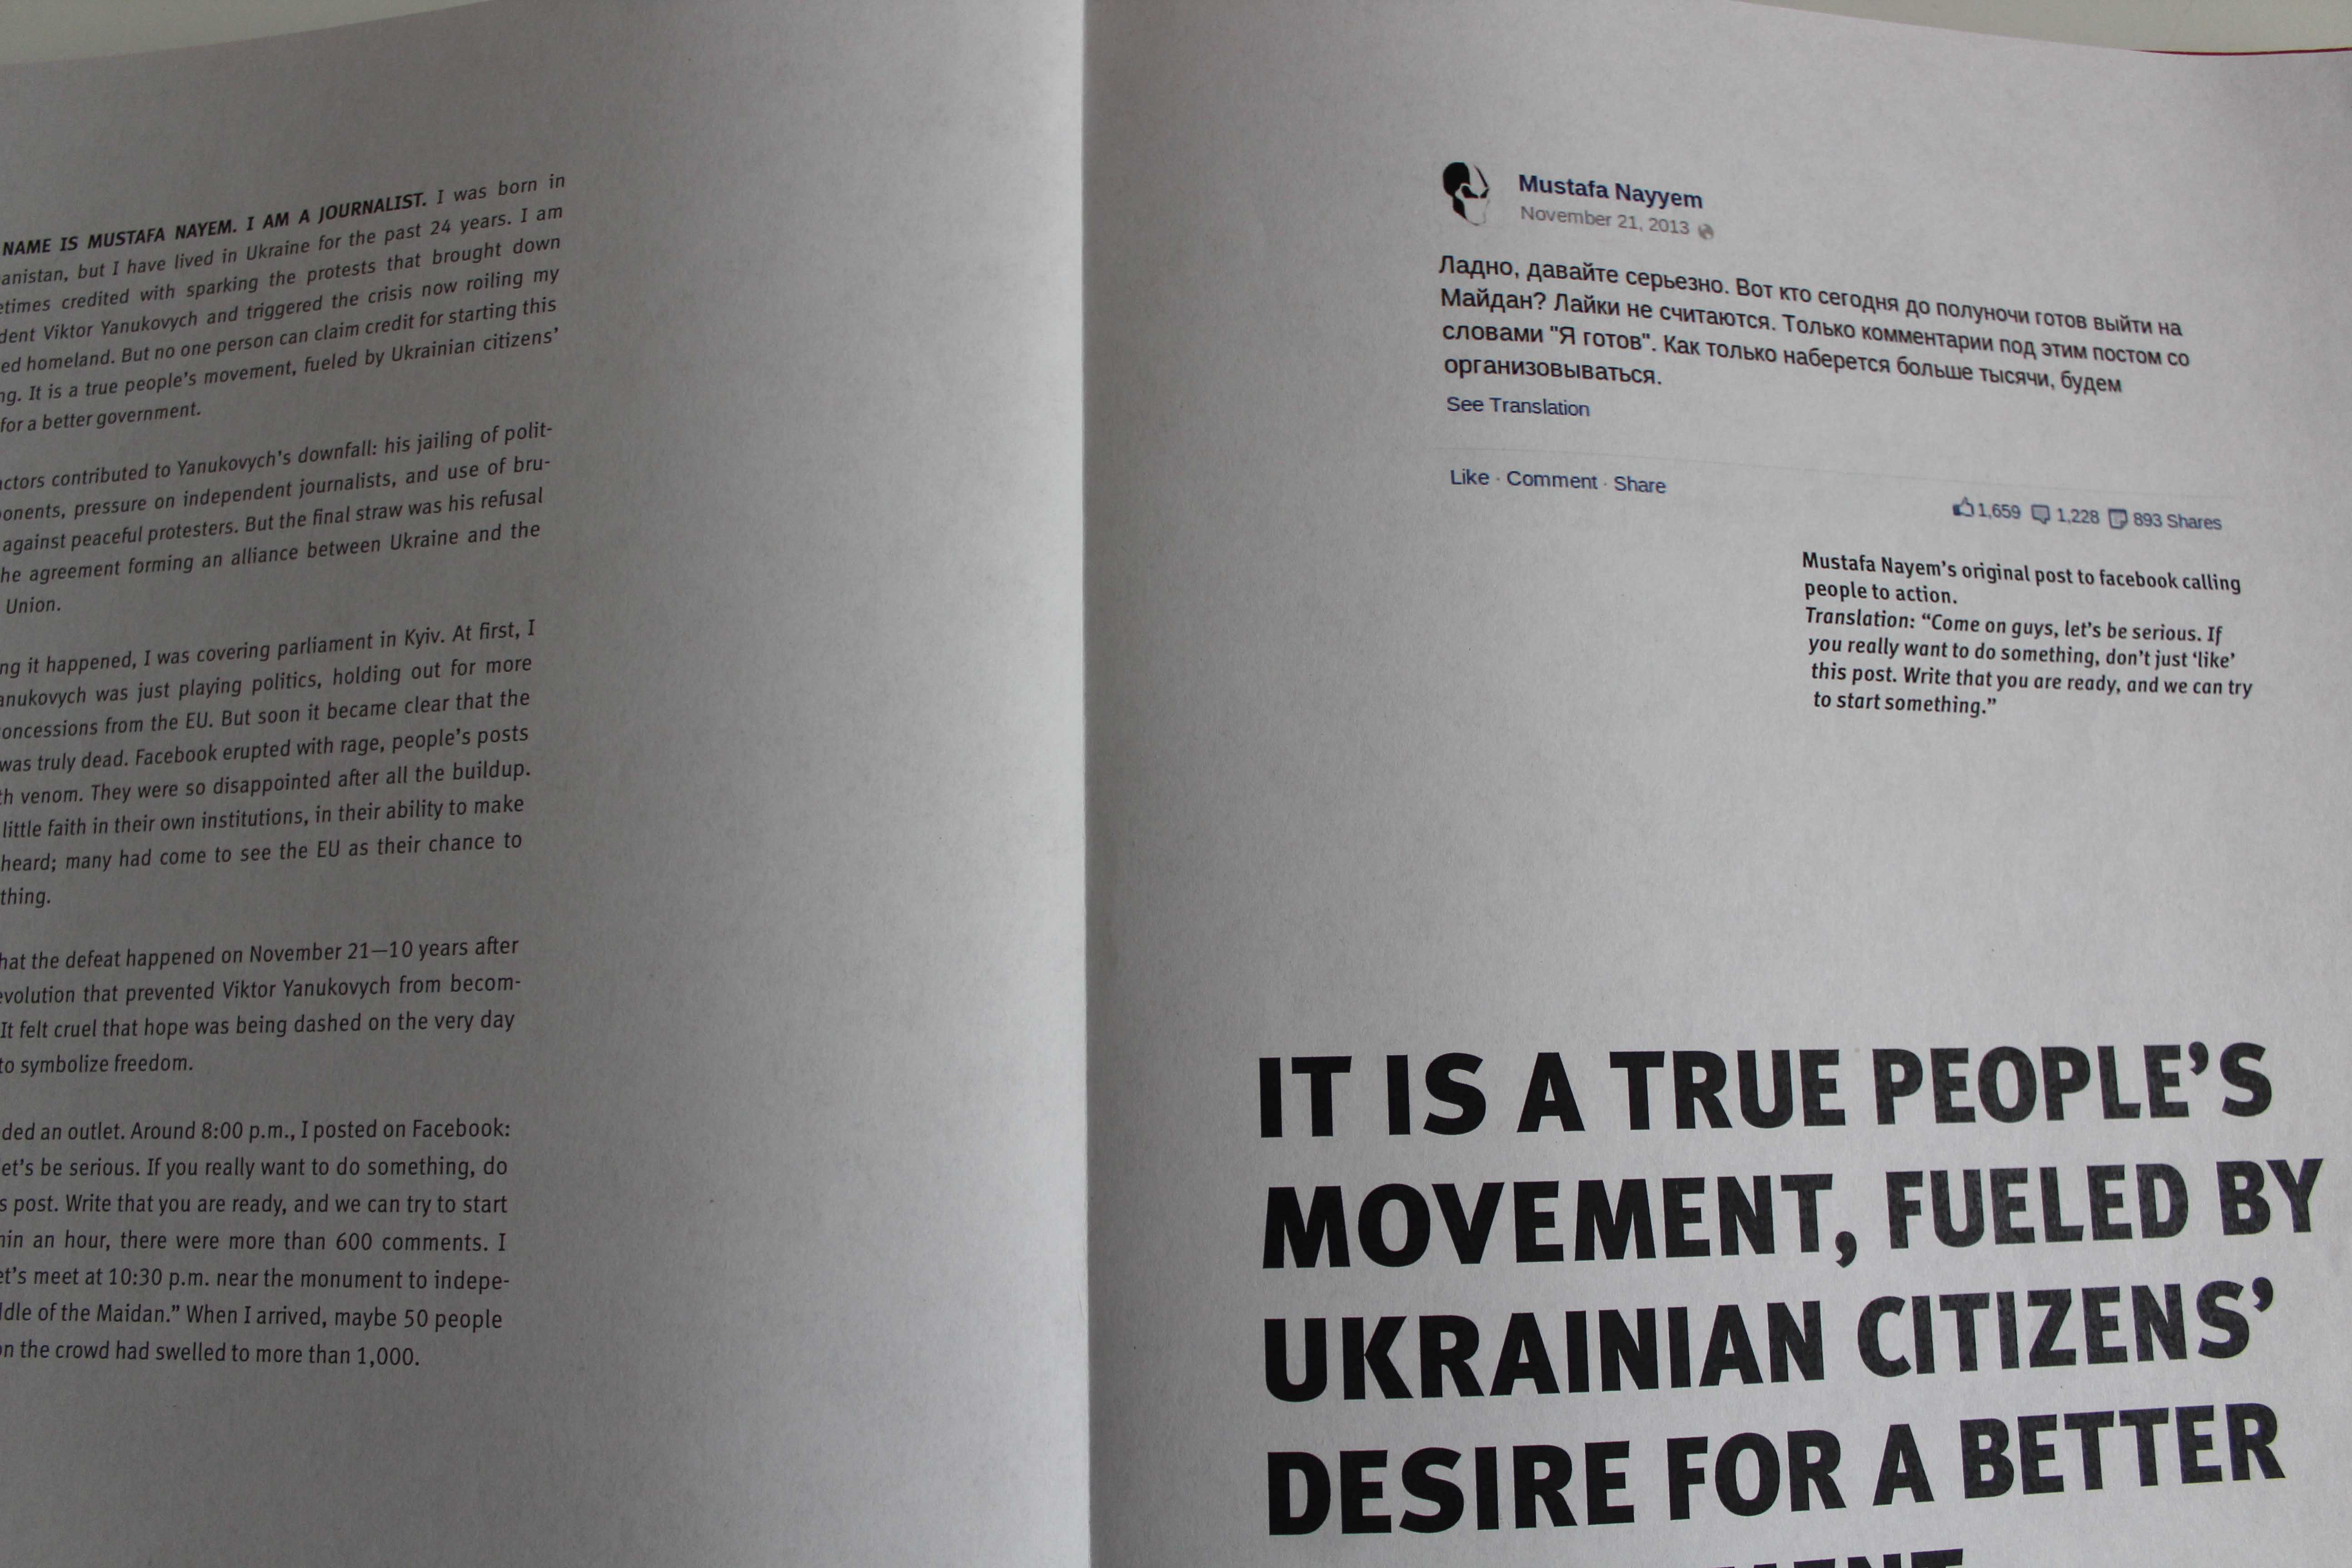 NAME IS MUSTAFA NAYEM. I AM A JOURNALIST. I was born in
anistan, but I have lived in Ukraine for the past 24 years. I am
etimes credited with sparking the protests that brought down
dent Viktor Yanukovych and triggered the crisis now roiling my
ed homeland. But no one person can claim credit for starting this
ng. It is a true people's movement, fueled by Ukrainian citizens'
for a better government.
actors contributed to Yanukovych's downfall: his jailing of polit-
onents, pressure on independent journalists, and use of bru-
against peaceful protesters. But the final straw was his refusal
he agreement forming an alliance between Ukraine and the
Union.
ng it happened, I was covering parliament in Kyiv. At first, I
anukovych was just playing politics, holding out for more
oncessions from the EU. But soon it became clear that the
was truly dead. Facebook erupted with rage, people's posts
th venom. They were so disappointed after all the buildup.
little faith in their own institutions, in their ability to make
heard; many had come to see the EU as their chance to
thing.
hat the defeat happened on November 21—10 years after
evolution that prevented Viktor Yanukovych from becom-
It felt cruel that hope was being dashed on the very day
to symbolize freedom.
ded an outlet. Around 8:00 p.m., I posted on Facebook:
et's be serious. If you really want to do something, do
s post. Write that you are ready, and we can try to start
hin an hour, there were more than 600 comments. I
et's meet at 10:30 p.m. near the monument to indepe-
ddle of the Maidan." When I arrived, maybe 50 people
on the crowd had swelled to more than 1,000.
Mustafa Nayyem
November 21, 2013
Ладно, давайте серьезно. Вот кто сегодня до полуночи готов выйти на
Майдан? Лайки не считаются. Только комментарии под этим постом со
словами "Я готов". Как только наберется больше тысячи, будем
организовываться.
See Translation
Like · Comment · Share
1,659 1,228 893 Shares
Mustafa Nayem's original post to facebook calling
people to action.
Translation: "Come on guys, let's be serious. If
you really want to do something, don't just 'like'
this post. Write that you are ready, and we can try
to start something."
IT IS A TRUE PEOPLE'S
MOVEMENT, FUELED BY
UKRAINIAN CITIZENS'
DESIRE FOR A BETTER